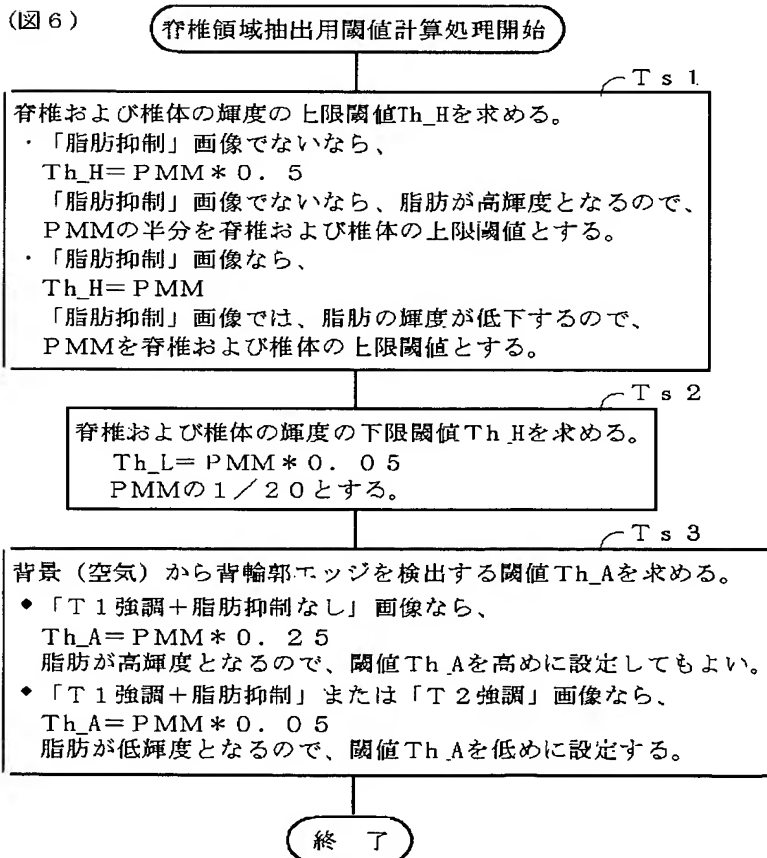 (図6)
脊椎領域抽出用閾値計算処理開始
Ts1
脊椎および椎体の輝度の上限閾値Th_Hを求める。
・「脂肪抑制」画像でないなら、
Th_H=PMM*0.5
「脂肪抑制」画像でないなら、脂肪が高輝度となるので、
PMMの半分を脊椎および椎体の上限閾値とする。
・「脂肪抑制」画像なら、
Th_H=PMM
「脂肪抑制」画像では、脂肪の輝度が低下するので、
PMMを脊椎および椎体の上限閾値とする。
Ts2
脊椎および椎体の輝度の下限閾値Th_Hを求める。
Th_L=PMM*0.05
PMMの1/20とする。
Ts3
背景(空気)から背輪郭エッジを検出する閾値Th_Aを求める。
◆「T1強調+脂肪抑制なし」画像なら、
Th_A=PMM*0.25
脂肪が高輝度となるので、閾値Th_Aを高めに設定してもよい。
◆「T1強調+脂肪抑制」または「T2強調」画像なら、
Th_A=PMM*0.05
脂肪が低輝度となるので、閾値Th_Aを低めに設定する。
終 了